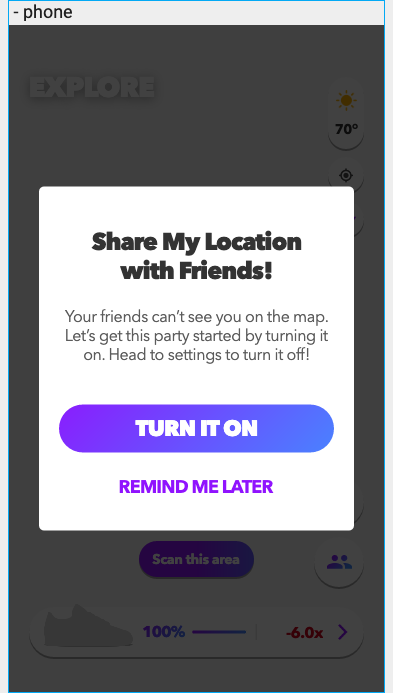 - phone
EXPLORE
70°
Share My Location
with Friends!
Your friends can't see you on the map.
Let's get this party started by turning it
on. Head to settings to turn it off!
TURN IT ON
REMIND ME LATER
Scan this area
100%
-6.0x